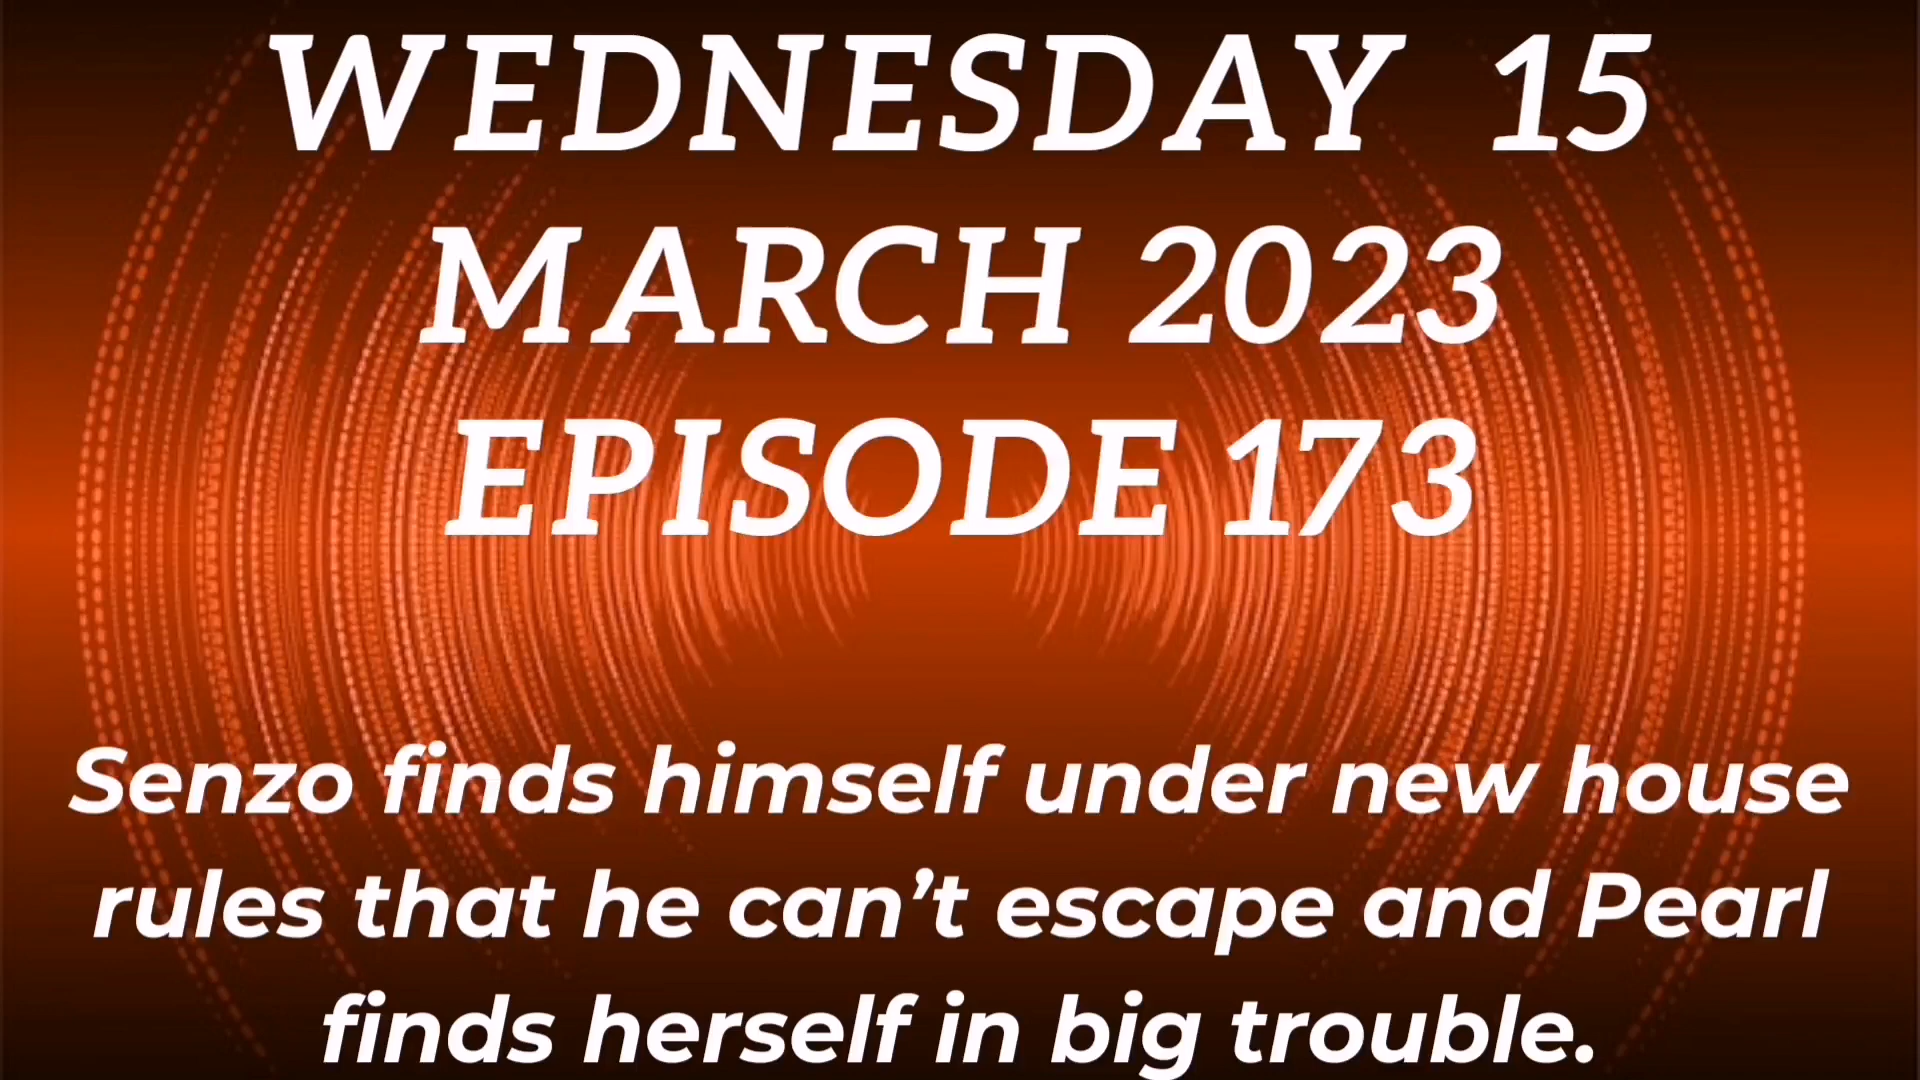 WEDNESDAY 15
MARCH 2023
EPISODE 173
Senzo finds himself under new house
rules that he can’t escape and Pearl
finds herself in big trouble.